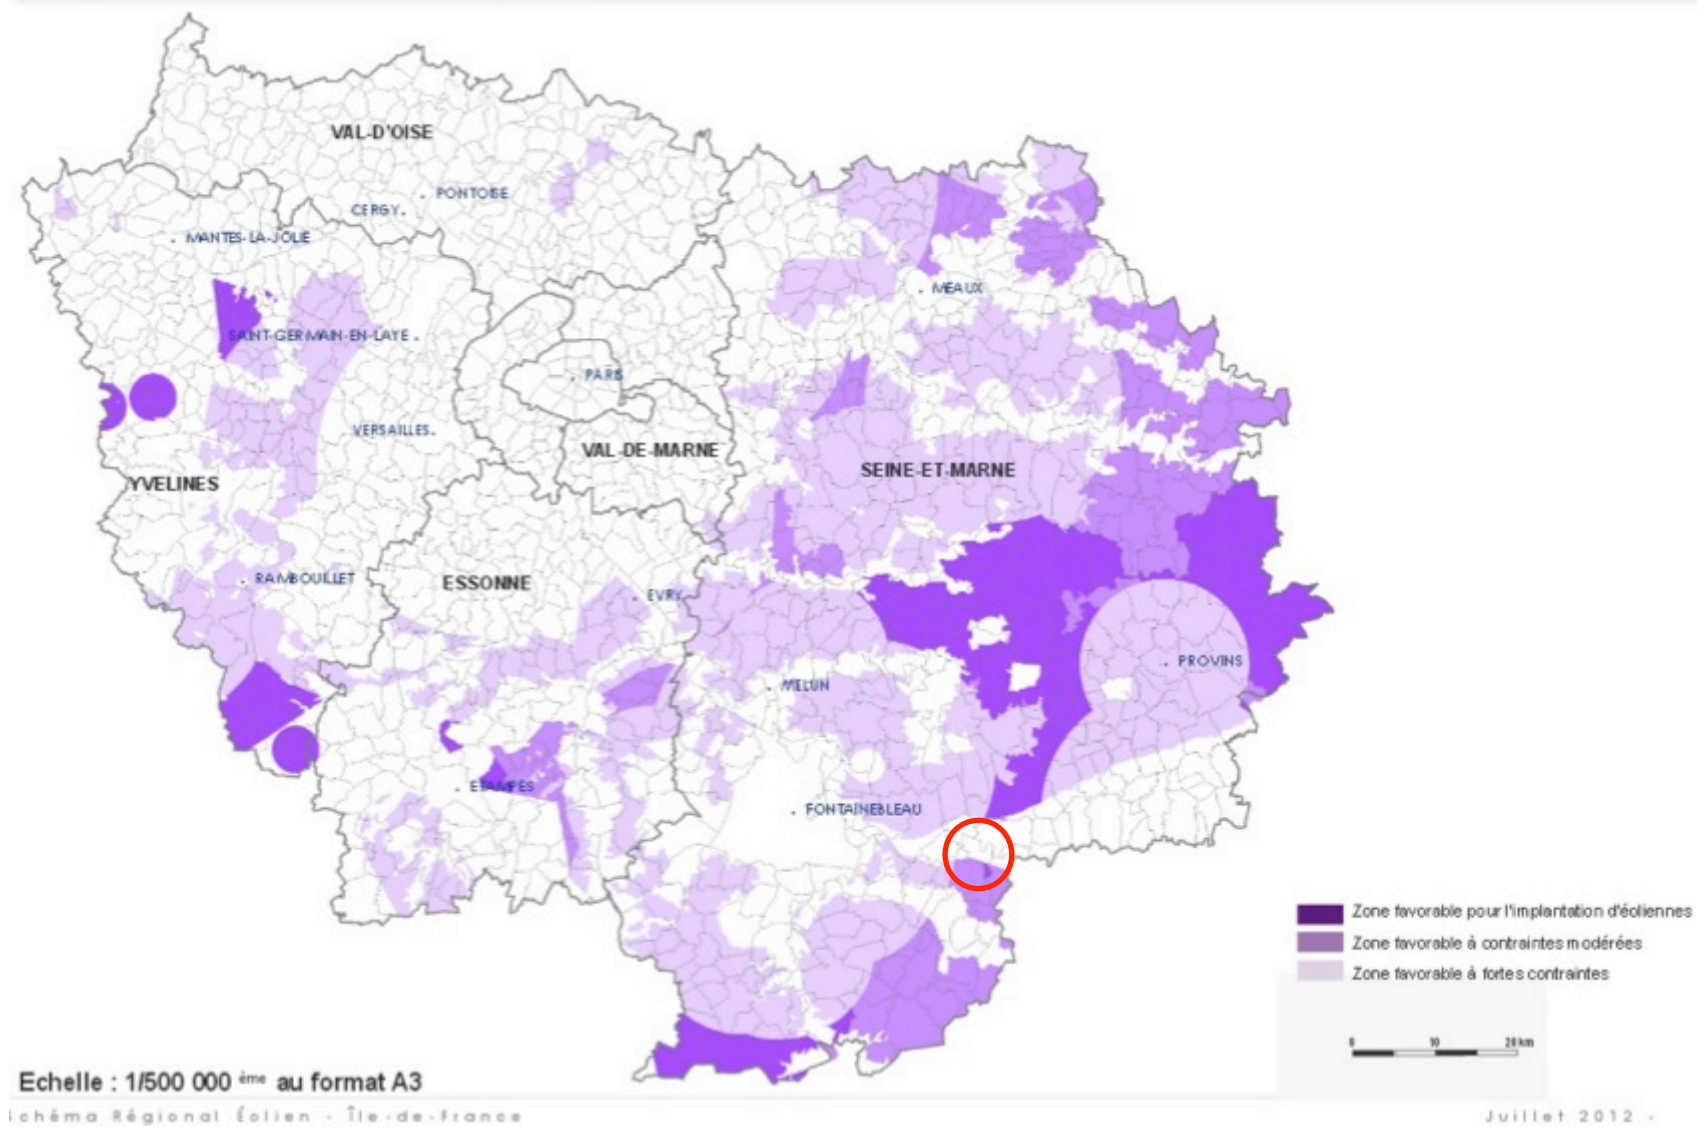 VAL-D'OISE
PONTOISE
CERGY
MANTES-LA-JOLIE
MEAUX
SAINT-GERMAIN-EN-LAYE
PARIS
VERSAILLES
VAL-DE-MARNE
SEINE-ET-MARNE
YVELINES
RAMBOUILLET
ESSONNE
EVRY
PROVINS
MELUN
ETAMPES
FONTAINEBLEAU
Zone favorable pour l'implantation d'éoliennes
Zone favorable à contraintes modérées
Zone favorable à fortes contraintes
0 10 20 km
Echelle : 1/500 000 ème au format A3
chéma Régional Éolien - Île-de-France
Juillet 2012 -